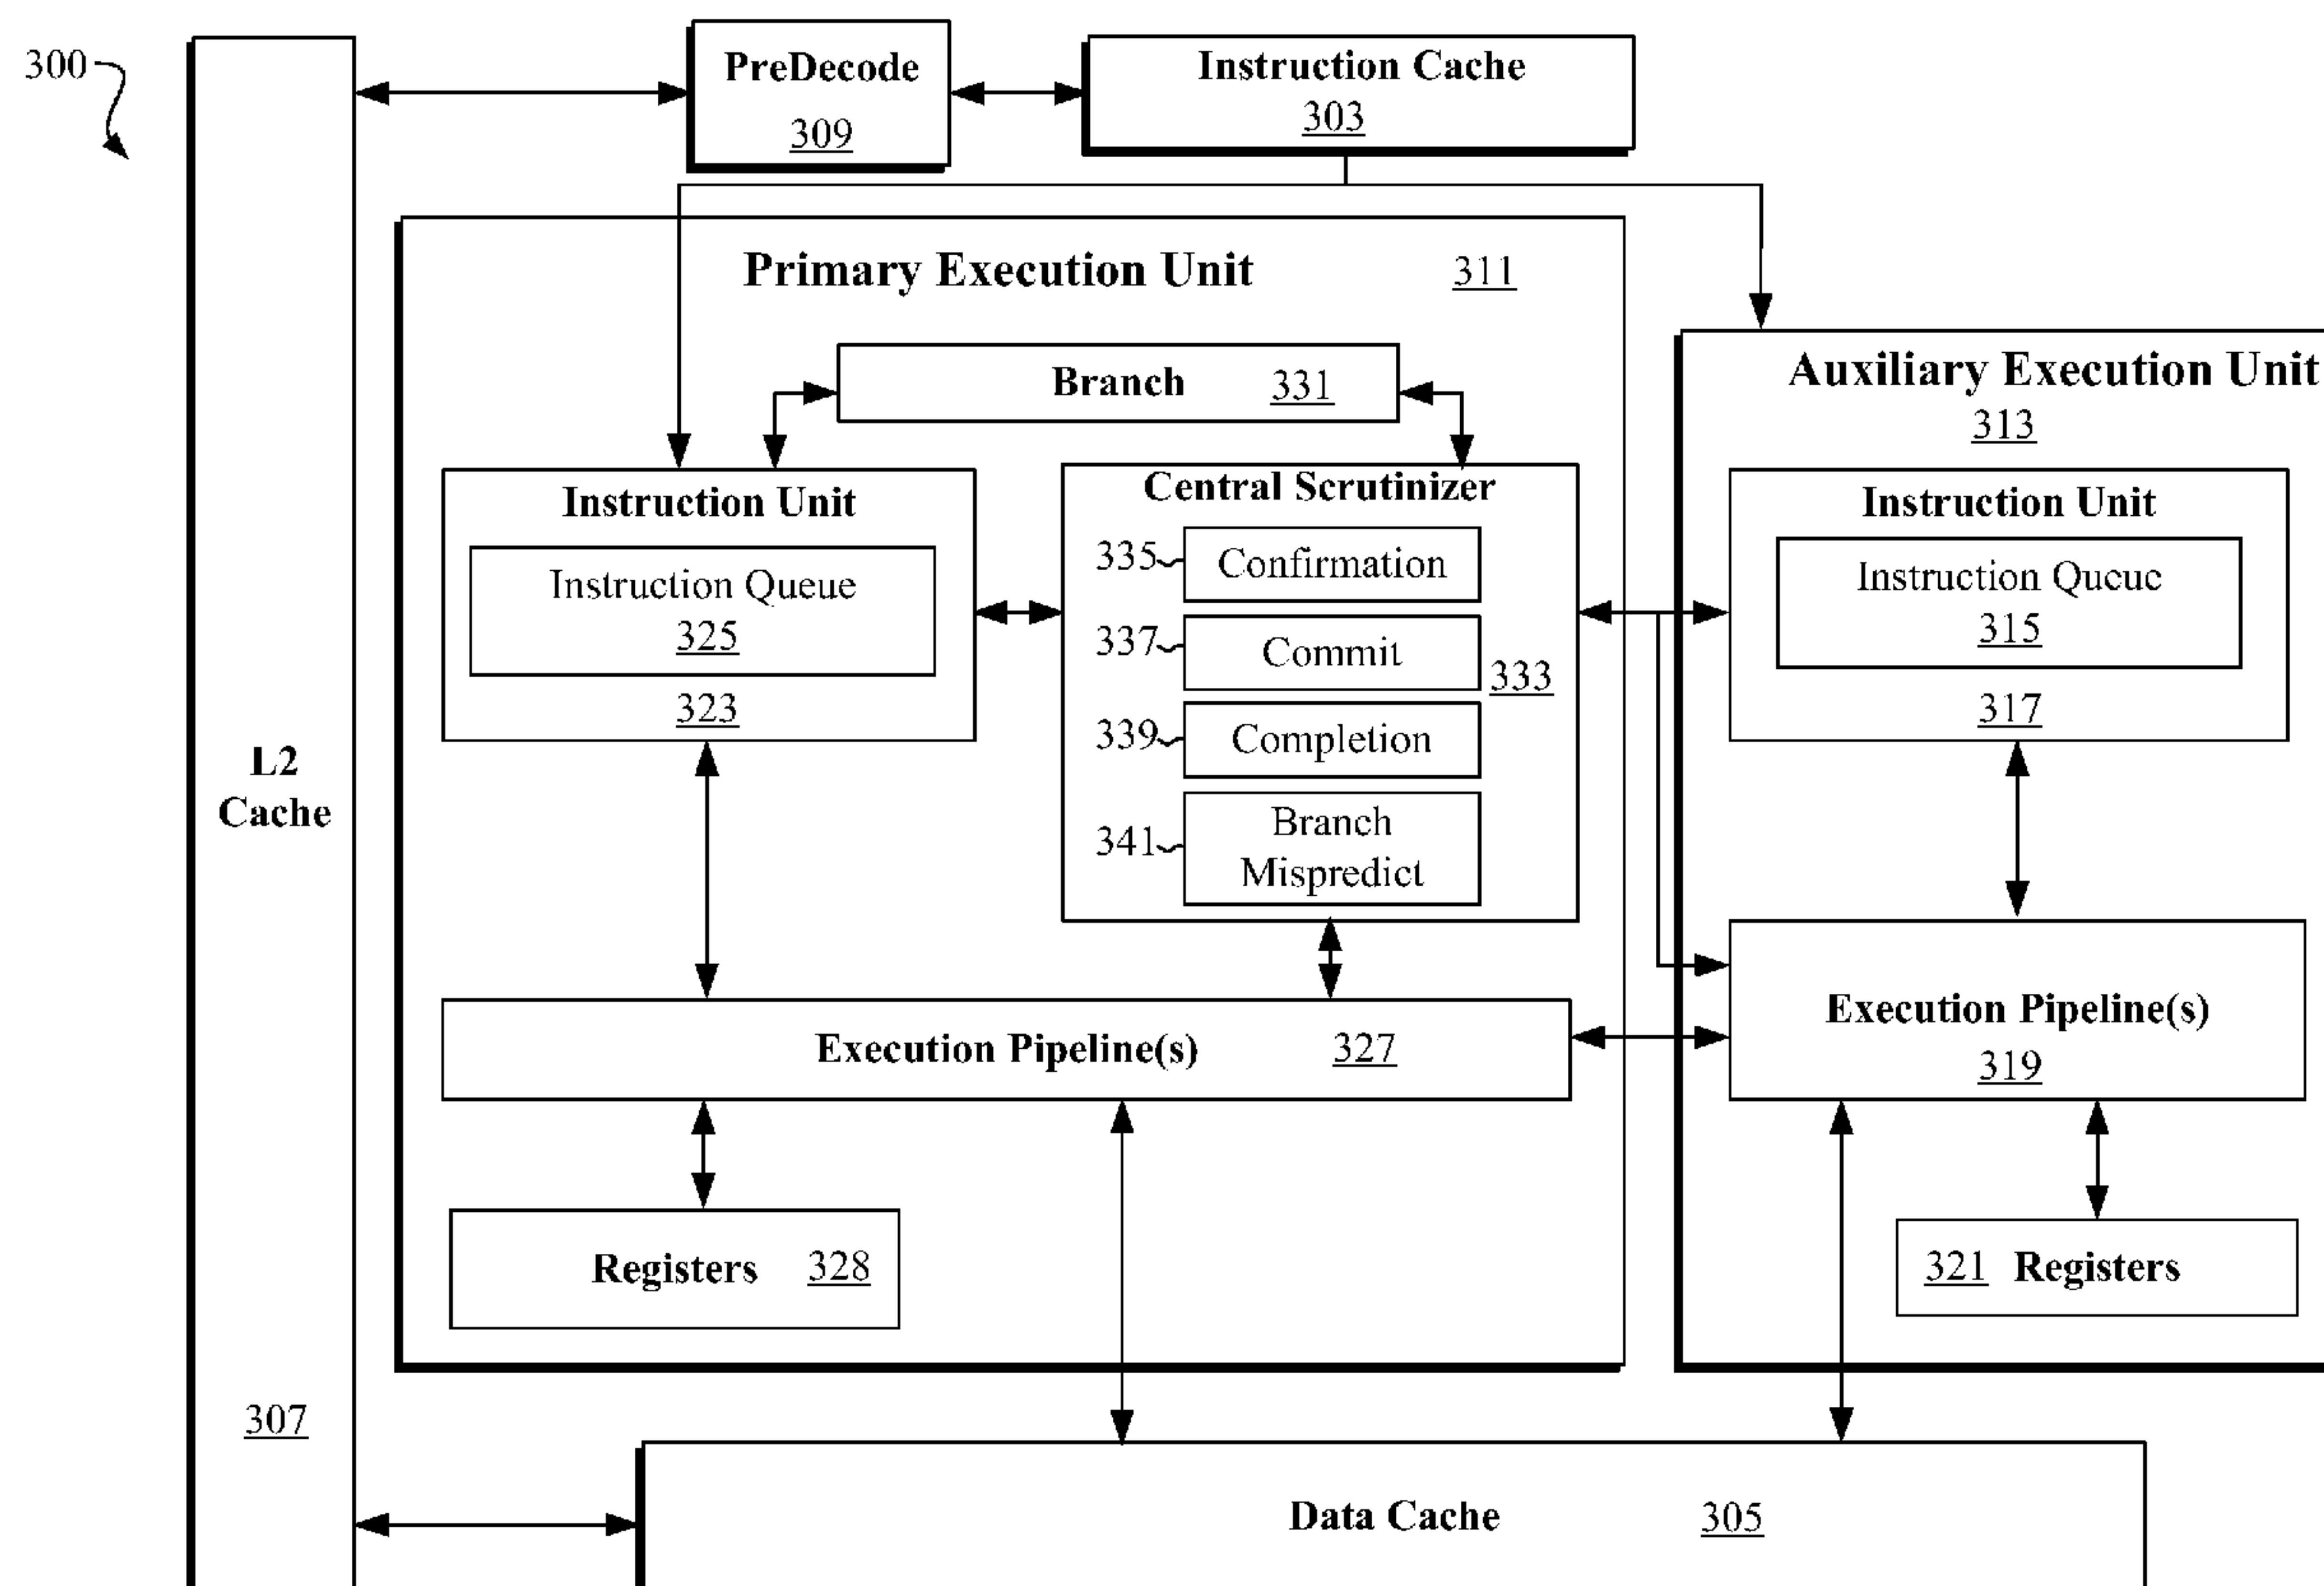 300
PreDecode
309
Instruction Cache
303
Primary Execution Unit 311
Branch 331
Auxiliary Execution Unit
313
Instruction Unit
Instruction Queue
325
323
Central Scrutinizer
335 Confirmation
337 Commit
333
339 Completion
341 Branch
Mispredict
Instruction Unit
Instruction Queue
315
317
L2
Cache
307
Execution Pipeline(s) 327
Execution Pipeline(s)
319
Registers 328
321 Registers
Data Cache 305